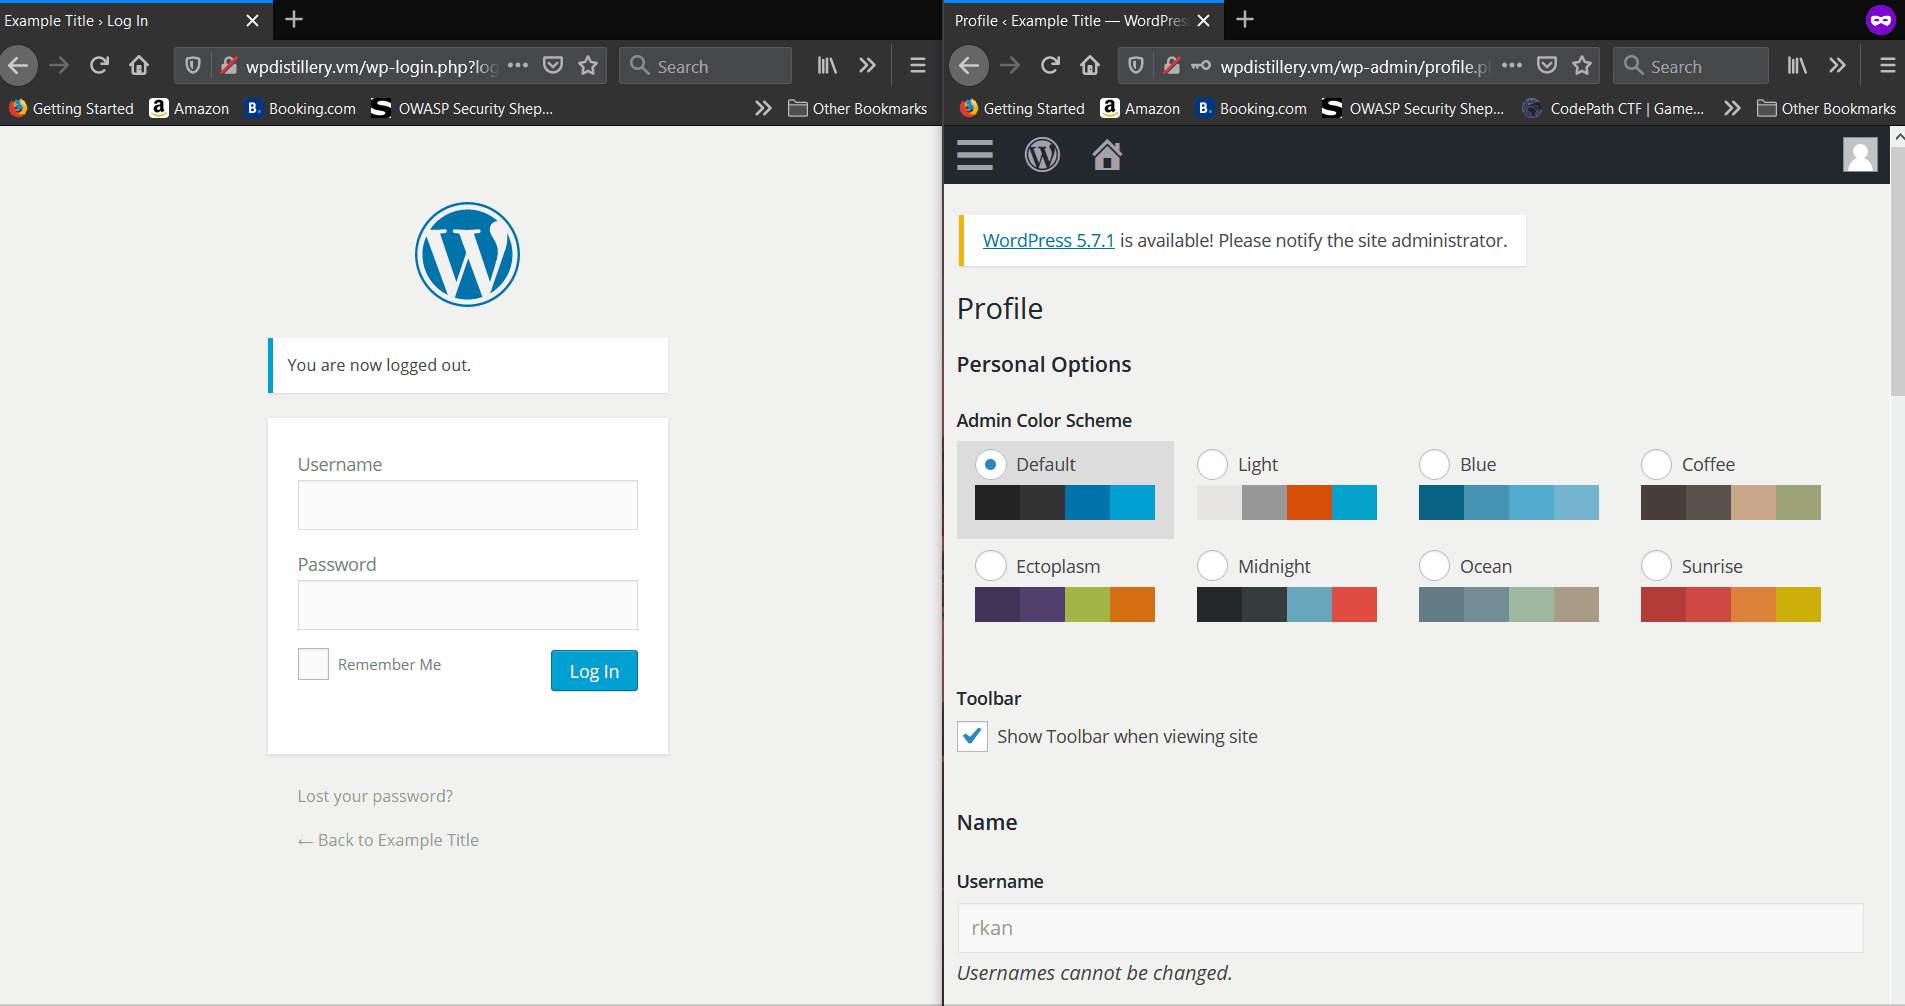 Example Title › Log In
wpdistillery.vm/wp-login.php?log
Search
Getting Started
Amazon
Booking.com
OWASP Security Shep...
Other Bookmarks
You are now logged out.
Username
Password
Remember Me
Log In
Lost your password?
← Back to Example Title
Profile ‹ Example Title — WordPress
wpdistillery.vm/wp-admin/profile.p
Search
Getting Started
Amazon
Booking.com
OWASP Security Shep...
CodePath CTF | Game...
Other Bookmarks
WordPress 5.7.1 is available! Please notify the site administrator.
Profile
Personal Options
Admin Color Scheme
Default Light Blue Coffee
Ectoplasm Midnight Ocean Sunrise
Toolbar
Show Toolbar when viewing site
Name
Username
rkan
Usernames cannot be changed.